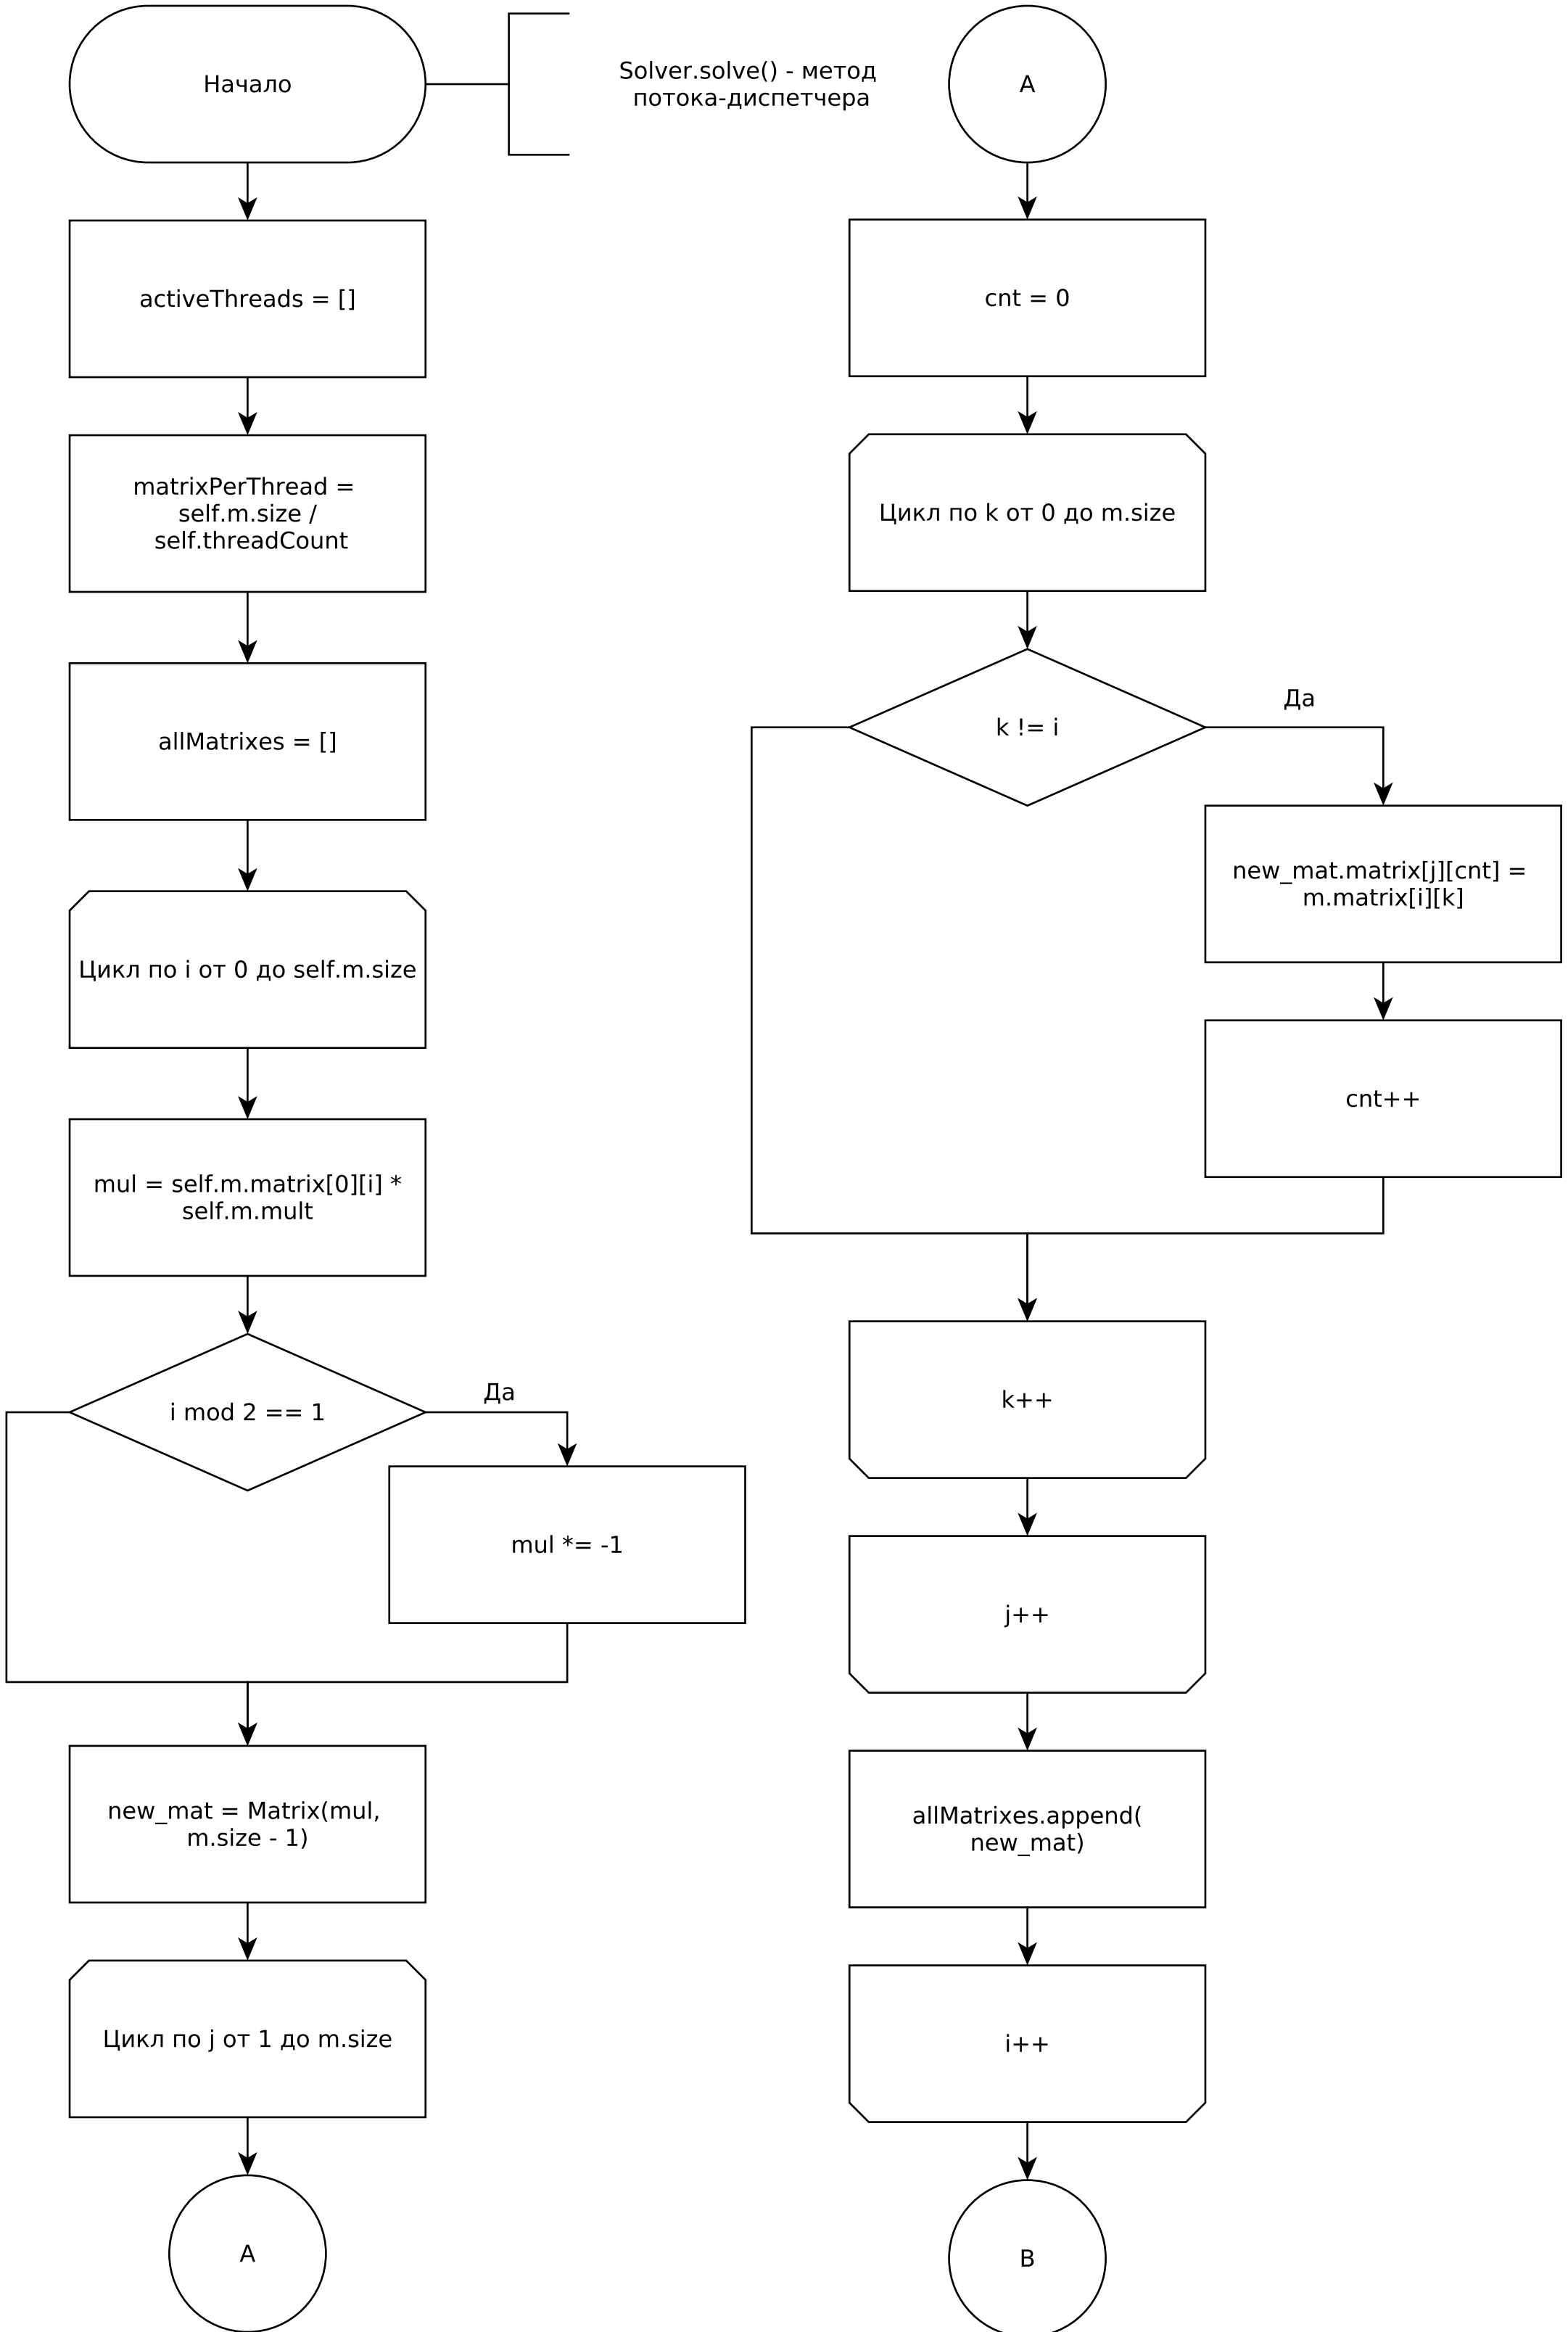 Начало
Solver.solve() - метод
потока-диспетчера
activeThreads = []
matrixPerThread =
self.m.size /
self.threadCount
allMatrixes = []
Цикл по i от 0 до self.m.size
mul = self.m.matrix[0][i] *
self.m.mult
i mod 2 == 1
Да
mul *= -1
new_mat = Matrix(mul,
m.size - 1)
Цикл по j от 1 до m.size
A
A
cnt = 0
Цикл по k от 0 до m.size
k != i
Да
new_mat.matrix[j][cnt] =
m.matrix[i][k]
cnt++
k++
j++
allMatrixes.append(
new_mat)
i++
B